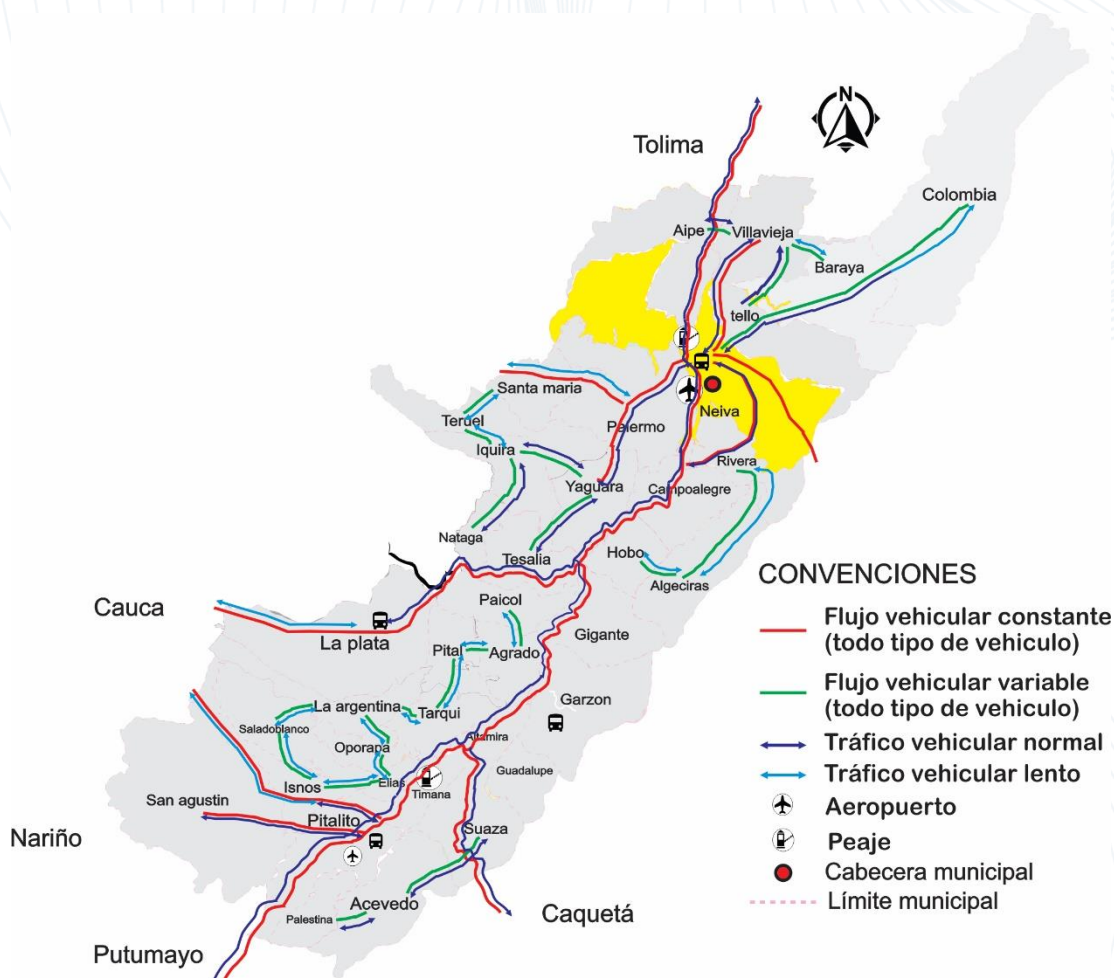 N
Tolima
Colombia
Aipe
Villavieja
Baraya
tello
Santa maria
Neiva
Teruel
Palermo
Iquira
Rivera
Yaguara
Campoalegre
Nataga
Tesalia
Hobo
Algeciras
Cauca
Paicol
La plata
Gigante
Pital
Agrado
Garzon
La argentina
Tarqui
Saladoblanco
Oporapa
Altamira
Guadalupe
Isnos
Elias
Timana
San agustin
Pitalito
Nariño
Suaza
Acevedo
Palestina
Caquetá
Putumayo
CONVENCIONES
Flujo vehicular constante
(todo tipo de vehiculo)
Flujo vehicular variable
(todo tipo de vehiculo)
Tráfico vehicular normal
Tráfico vehicular lento
Aeropuerto
Peaje
Cabecera municipal
Límite municipal